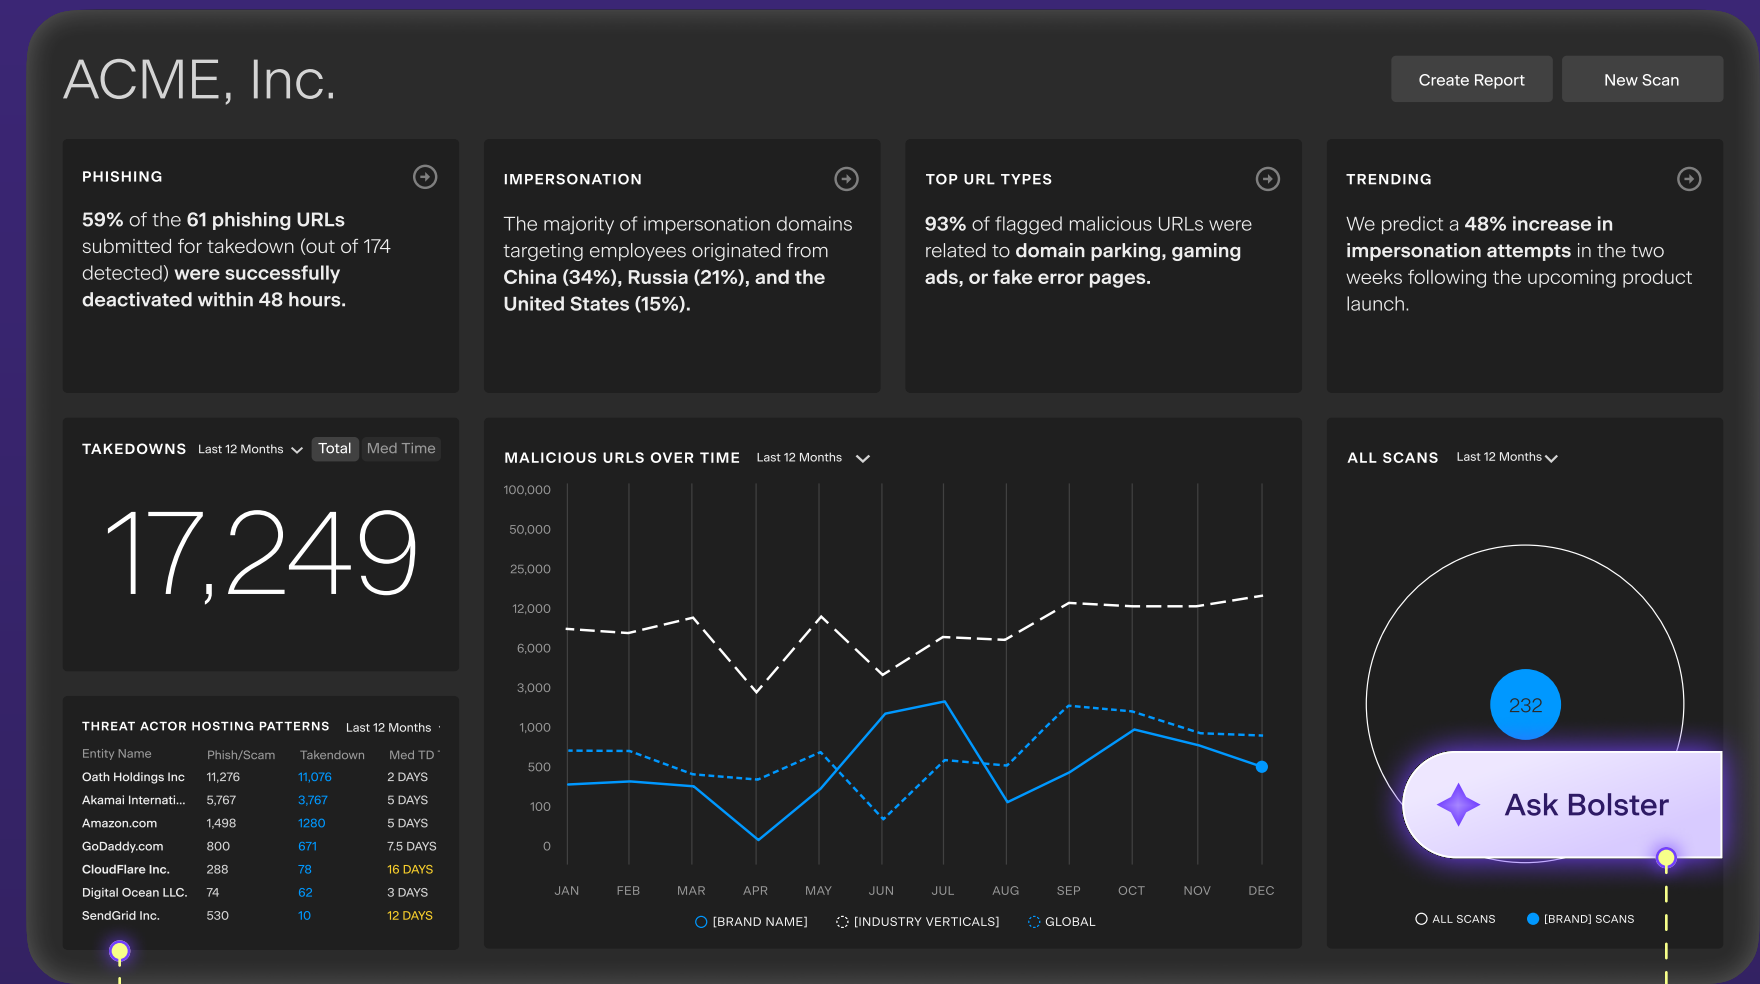 ACME, Inc.
Create Report
New Scan
PHISHING
59% of the 61 phishing URLs
submitted for takedown (out of 174
detected) were successfully
deactivated within 48 hours.
IMPERSONATION
The majority of impersonation domains
targeting employees originated from
China (34%), Russia (21%), and the
United States (15%).
TOP URL TYPES
93% of flagged malicious URLs were
related to domain parking, gaming
ads, or fake error pages.
TRENDING
We predict a 48% increase in
impersonation attempts in the two
weeks following the upcoming product
launch.
TAKEDOWNS Last 12 Months Total Med Time
17,249
THREAT ACTOR HOSTING PATTERNS Last 12 Months
Entity Name Phish/Scam Takendown Med TD
Oath Holdings Inc 11,276 11,076 2 DAYS
Akamai Internati... 5,767 3,767 5 DAYS
Amazon.com 1,498 1280 5 DAYS
GoDaddy.com 800 671 7.5 DAYS
CloudFlare Inc. 288 78 16 DAYS
Digital Ocean LLC. 74 62 3 DAYS
SendGrid Inc. 530 10 12 DAYS
MALICIOUS URLS OVER TIME Last 12 Months
100,000
50,000
25,000
12,000
6,000
3,000
1,000
500
100
0
JAN FEB MAR APR MAY JUN JUL AUG SEP OCT NOV DEC
[BRAND NAME] [INDUSTRY VERTICALS] GLOBAL
ALL SCANS Last 12 Months
232
Ask Bolster
ALL SCANS [BRAND] SCANS